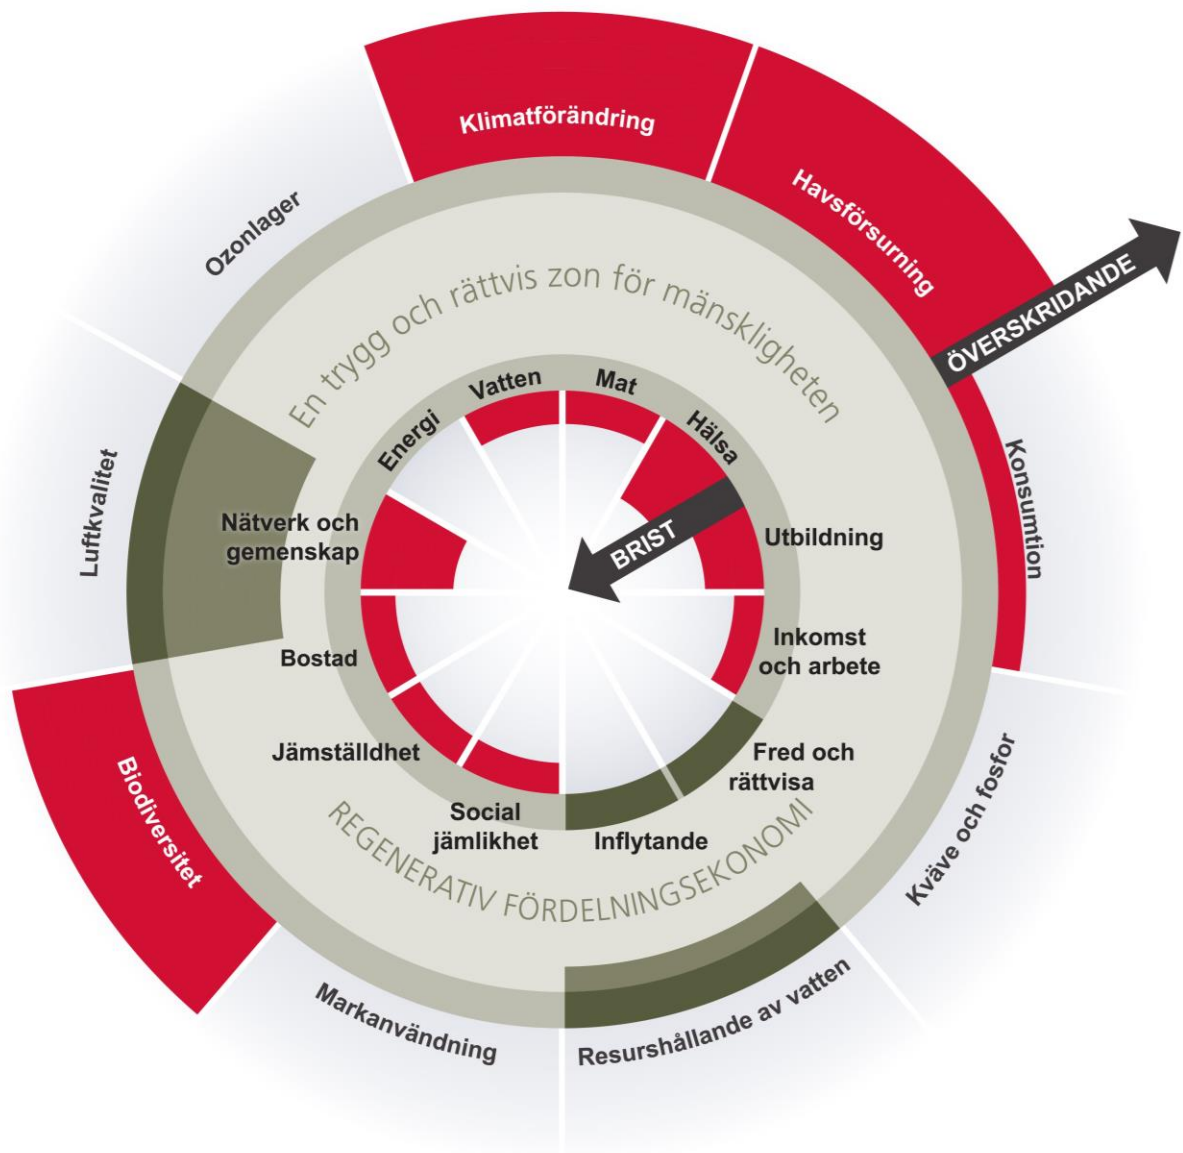 Klimatförändring
Havsförsurning
ÖVERSKRIDANDE
Konsumtion
Kväve och fosfor
Resurshållande av vatten
Markanvändning
Biodiversitet
Luftkvalitet
Ozonlager
En trygg och rättvis zon för mänskligheten
REGENERATIV FÖRDELNINGSEKONOMI
Vatten
Mat
Hälsa
BRIST
Utbildning
Inkomst
och arbete
Fred och
rättvisa
Inflytande
Social
jämlikhet
Jämställdhet
Bostad
Nätverk och
gemenskap
Energi